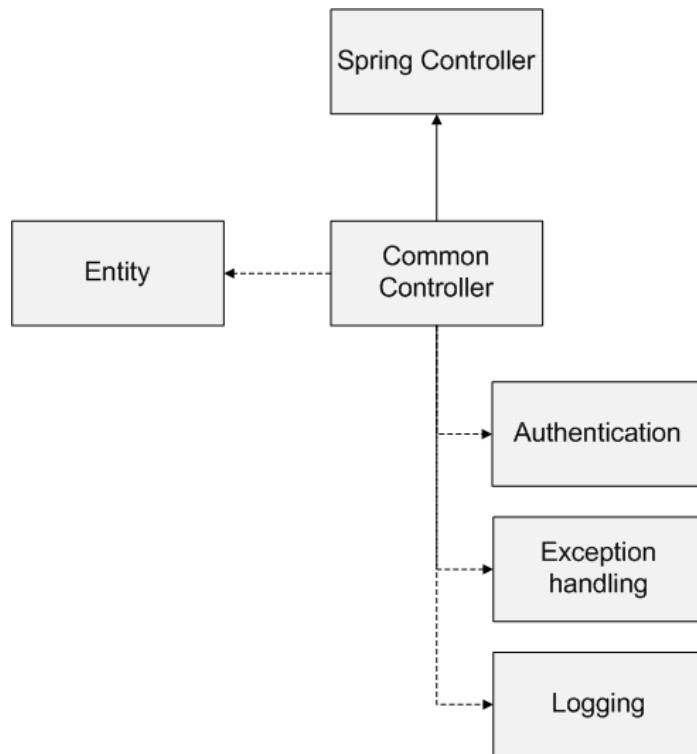 Spring Controller
Entity
Common
Controller
Authentication
Exception
handling
Logging